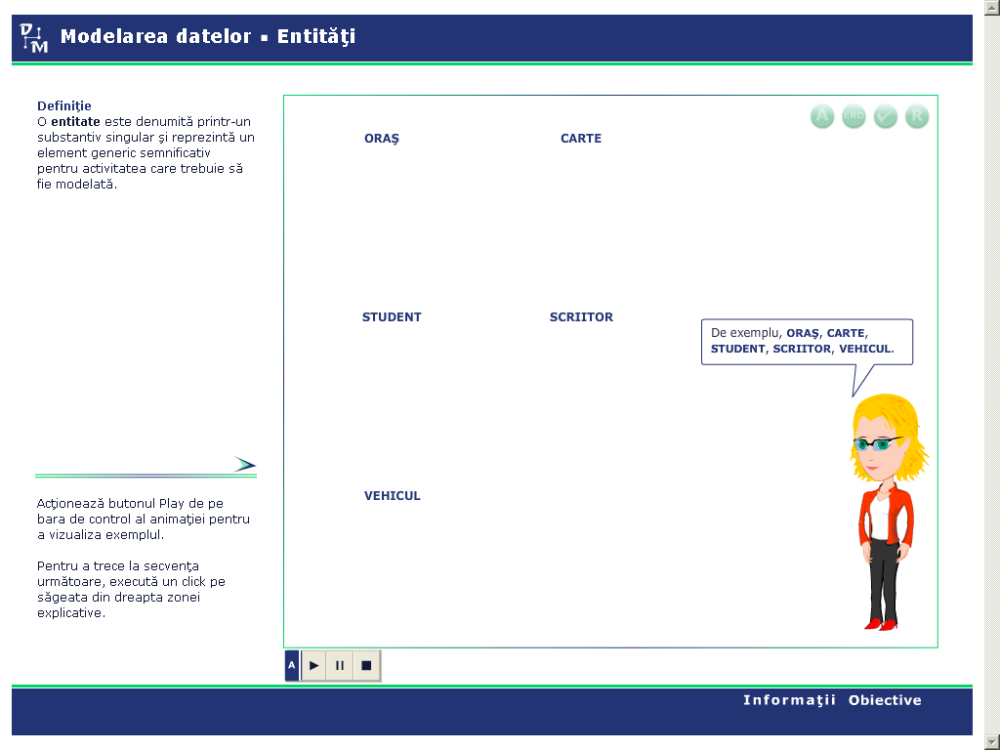 DM
Modelarea datelor ▪ Entităţi
Definiţie
O entitate este denumită printr-un
substantiv singular şi reprezintă un
element generic semnificativ
pentru activitatea care trebuie să
fie modelată.
A ERD R
ORAŞ CARTE
STUDENT SCRIITOR
De exemplu, ORAŞ, CARTE,
STUDENT, SCRIITOR, VEHICUL.
VEHICUL
Acţionează butonul Play de pe
bara de control al animaţiei pentru
a vizualiza exemplul.
Pentru a trece la secvenţa
următoare, execută un click pe
săgeata din dreapta zonei
explicative.
A
Informaţii Obiective